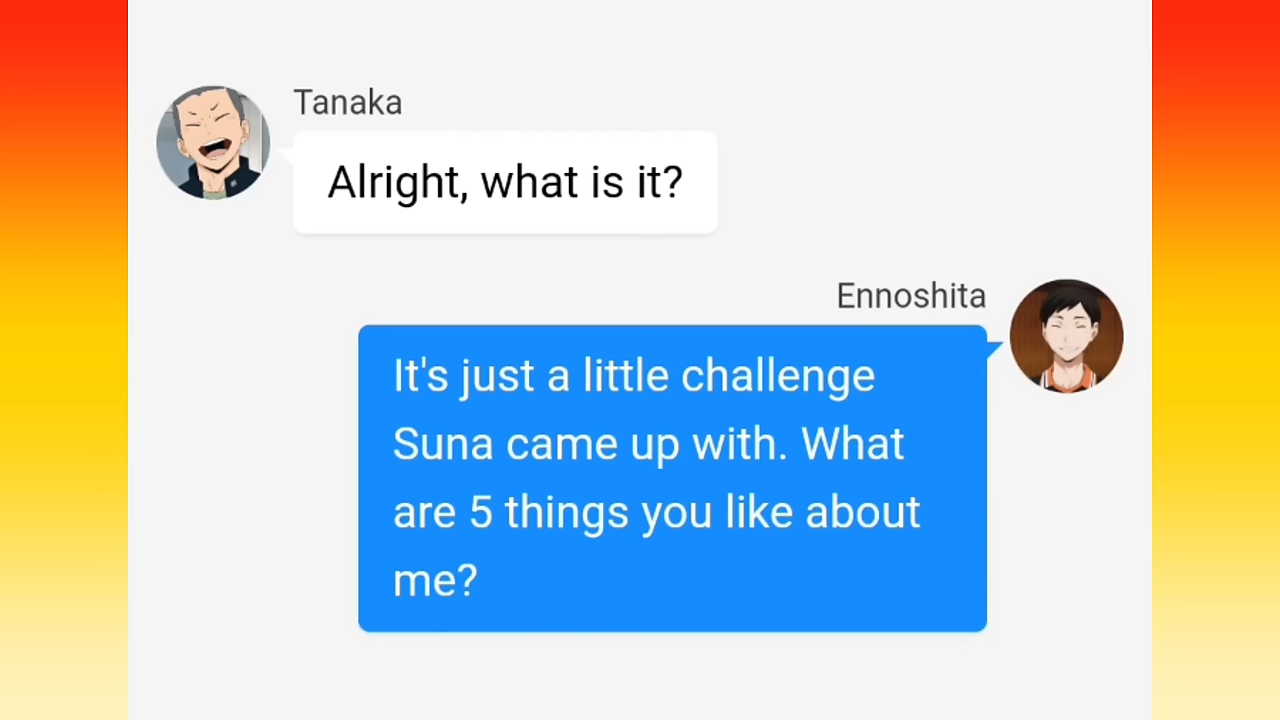 Tanaka
Alright, what is it?
Ennoshita
It's just a little challenge
Suna came up with. What
are 5 things you like about
me?